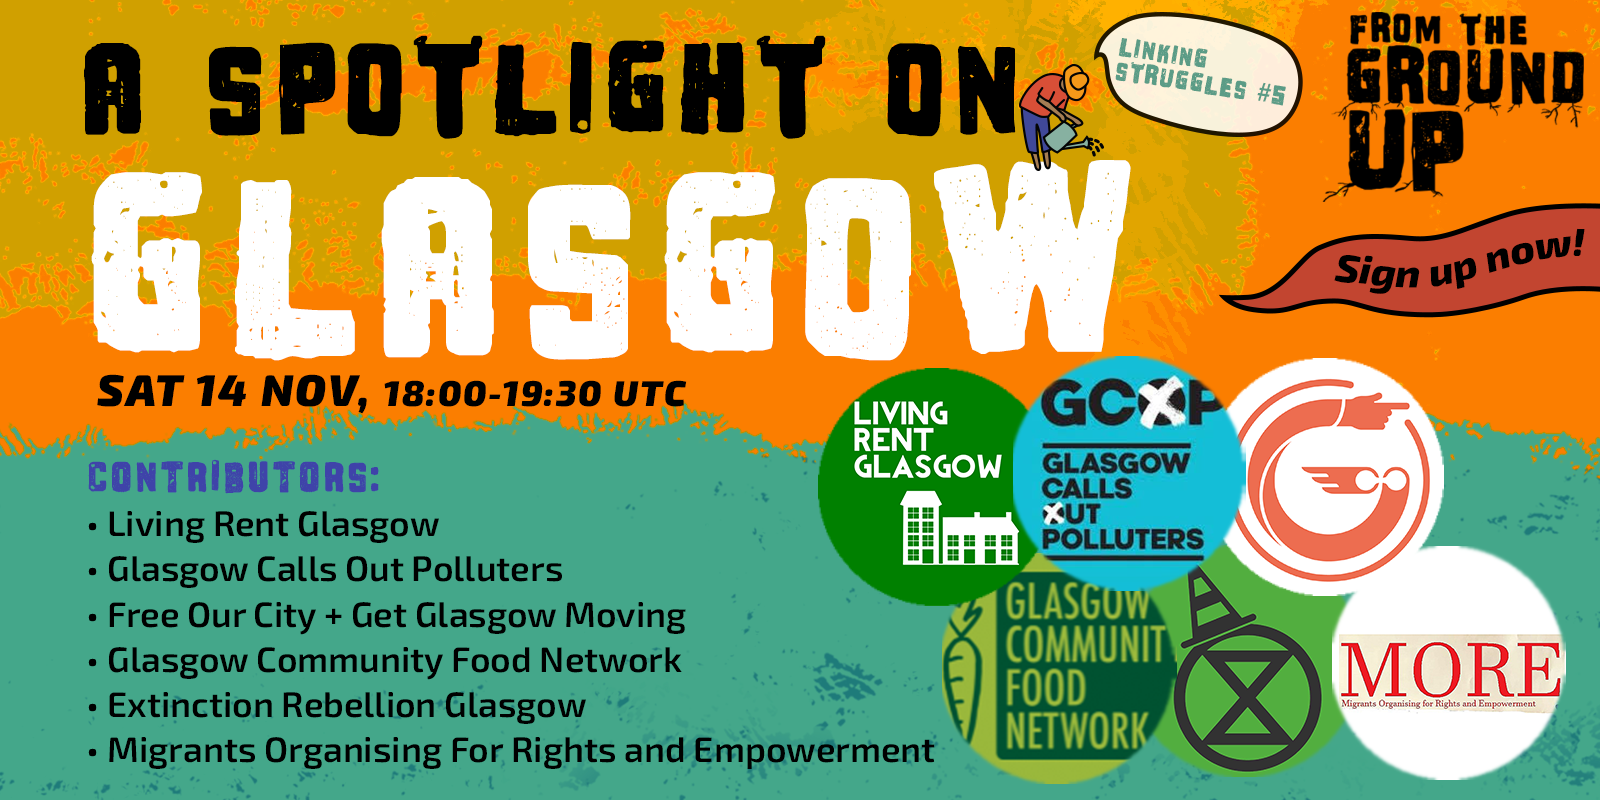 A SPOTLIGHT ON
GLASGOW
LINKING
STRUGGLES #5
FROM THE
GROUND
UP
Sign up now!
SAT 14 NOV, 18:00-19:30 UTC
CONTRIBUTORS:
• Living Rent Glasgow
• Glasgow Calls Out Polluters
• Free Our City + Get Glasgow Moving
• Glasgow Community Food Network
• Extinction Rebellion Glasgow
• Migrants Organising For Rights and Empowerment
LIVING
RENT
GLASGOW
GCOP
GLASGOW
CALLS
OUT
POLLUTERS
GLASGOW
COMMUNIT
FOOD
NETWORK
MORE
Migrants Organising for Rights and Empowerment